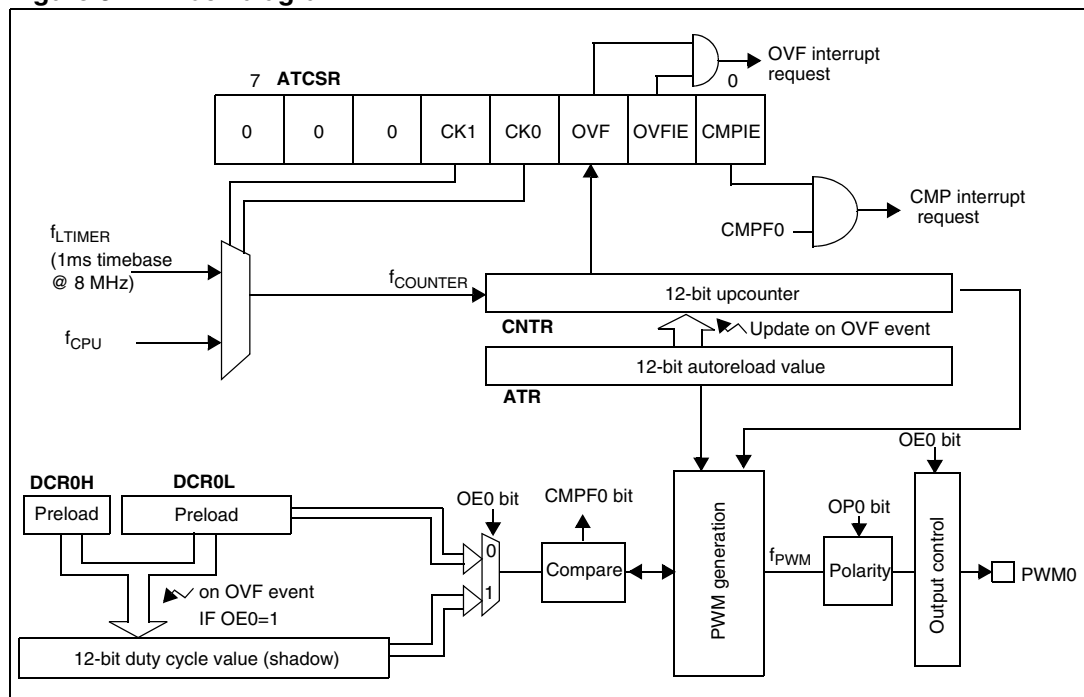 OVF interrupt
request
7 ATCSR 0
0 0 0 CK1 CK0 OVF OVFIE CMPIE
CMP interrupt
request
CMPF0
fLTIMER
(1ms timebase
@ 8 MHz)
fCOUNTER
12-bit upcounter
CNTR
Update on OVF event
fCPU
12-bit autoreload value
ATR
OE0 bit
DCR0H DCR0L
Preload Preload
OE0 bit
CMPF0 bit
OP0 bit
0
1
Compare
PWM generation
fPWM
Polarity
Output control
PWM0
on OVF event
IF OE0=1
12-bit duty cycle value (shadow)